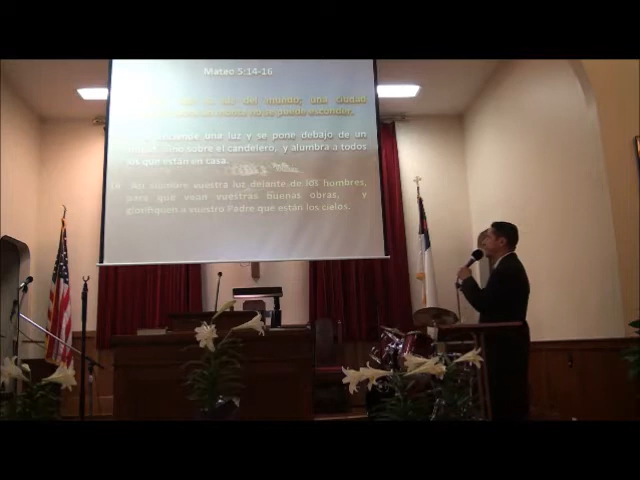 Mateo 5:14-16
luz del mundo; una ciudad
no se puede esconder.
una luz y se pone debajo de un
sobre el candelero, y alumbra a todos
los que están en casa.
16 Así alumbre vuestra luz delante de los hombres,
para que vean vuestras buenas obras, y
glorifiquen a vuestro Padre que están los cielos.